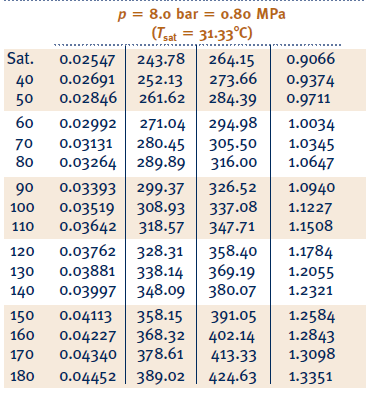 p = 8.0 bar = 0.80 MPa
(Tsat = 31.33°C)
Sat. 0.02547 243.78 264.15 0.9066
40 0.02691 252.13 273.66 0.9374
50 0.02846 261.62 284.39 0.9711
60 0.02992 271.04 294.98 1.0034
70 0.03131 280.45 305.50 1.0345
80 0.03264 289.89 316.00 1.0647
90 0.03393 299.37 326.52 1.0940
100 0.03519 308.93 337.08 1.1227
110 0.03642 318.57 347.71 1.1508
120 0.03762 328.31 358.40 1.1784
130 0.03881 338.14 369.19 1.2055
140 0.03997 348.09 380.07 1.2321
150 0.04113 358.15 391.05 1.2584
160 0.04227 368.32 402.14 1.2843
170 0.04340 378.61 413.33 1.3098
180 0.04452 389.02 424.63 1.3351